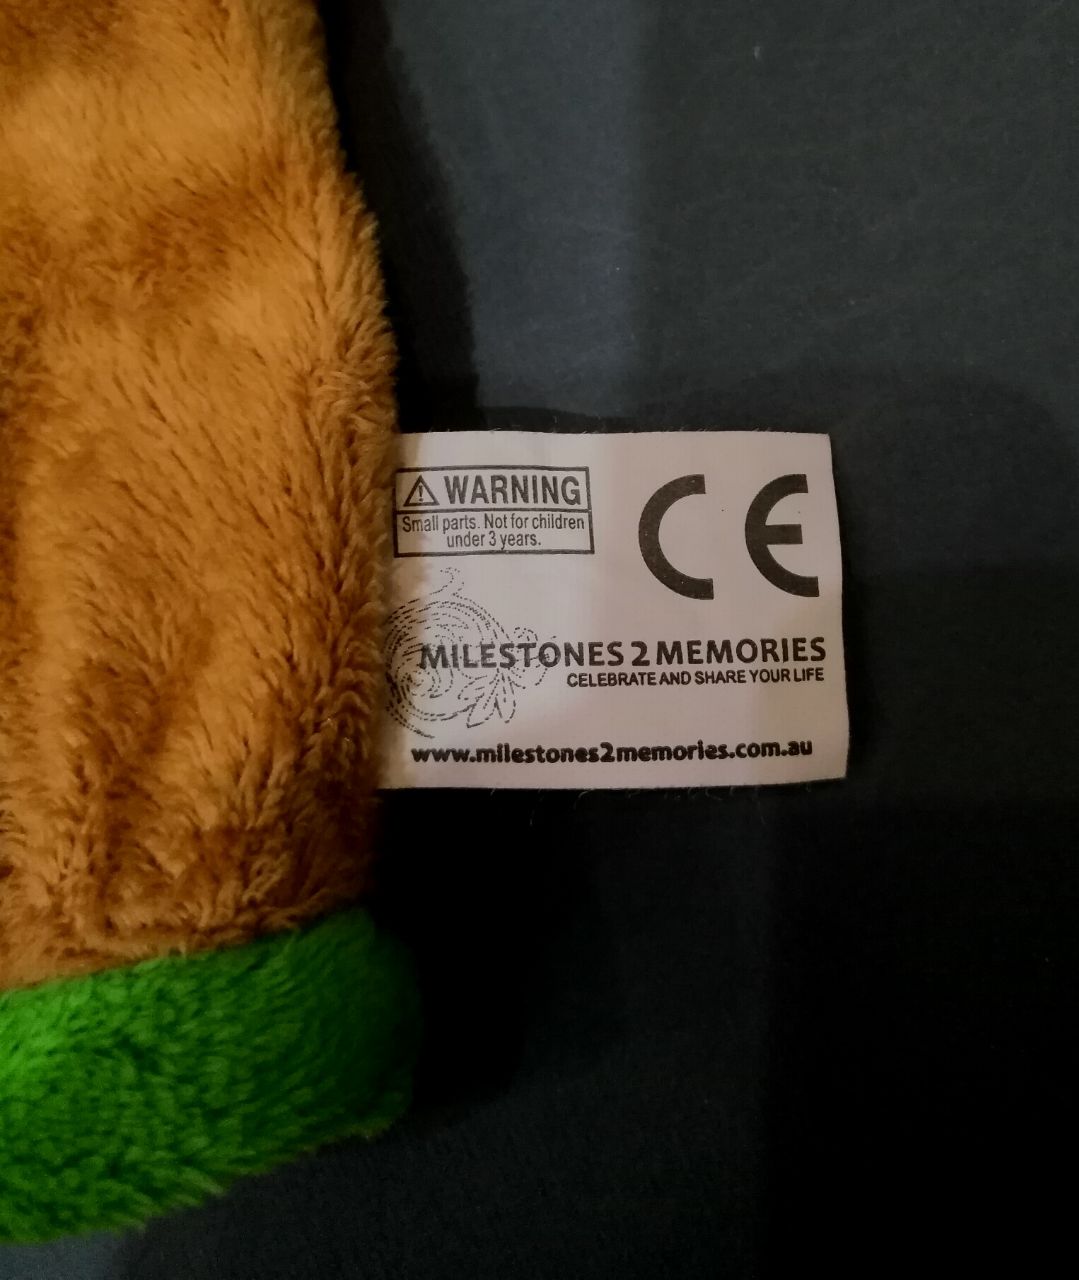 WARNING
Small parts. Not for children
under 3 years.
CE
MILESTONES 2 MEMORIES
CELEBRATE AND SHARE YOUR LIFE
www.milestones2memories.com.au